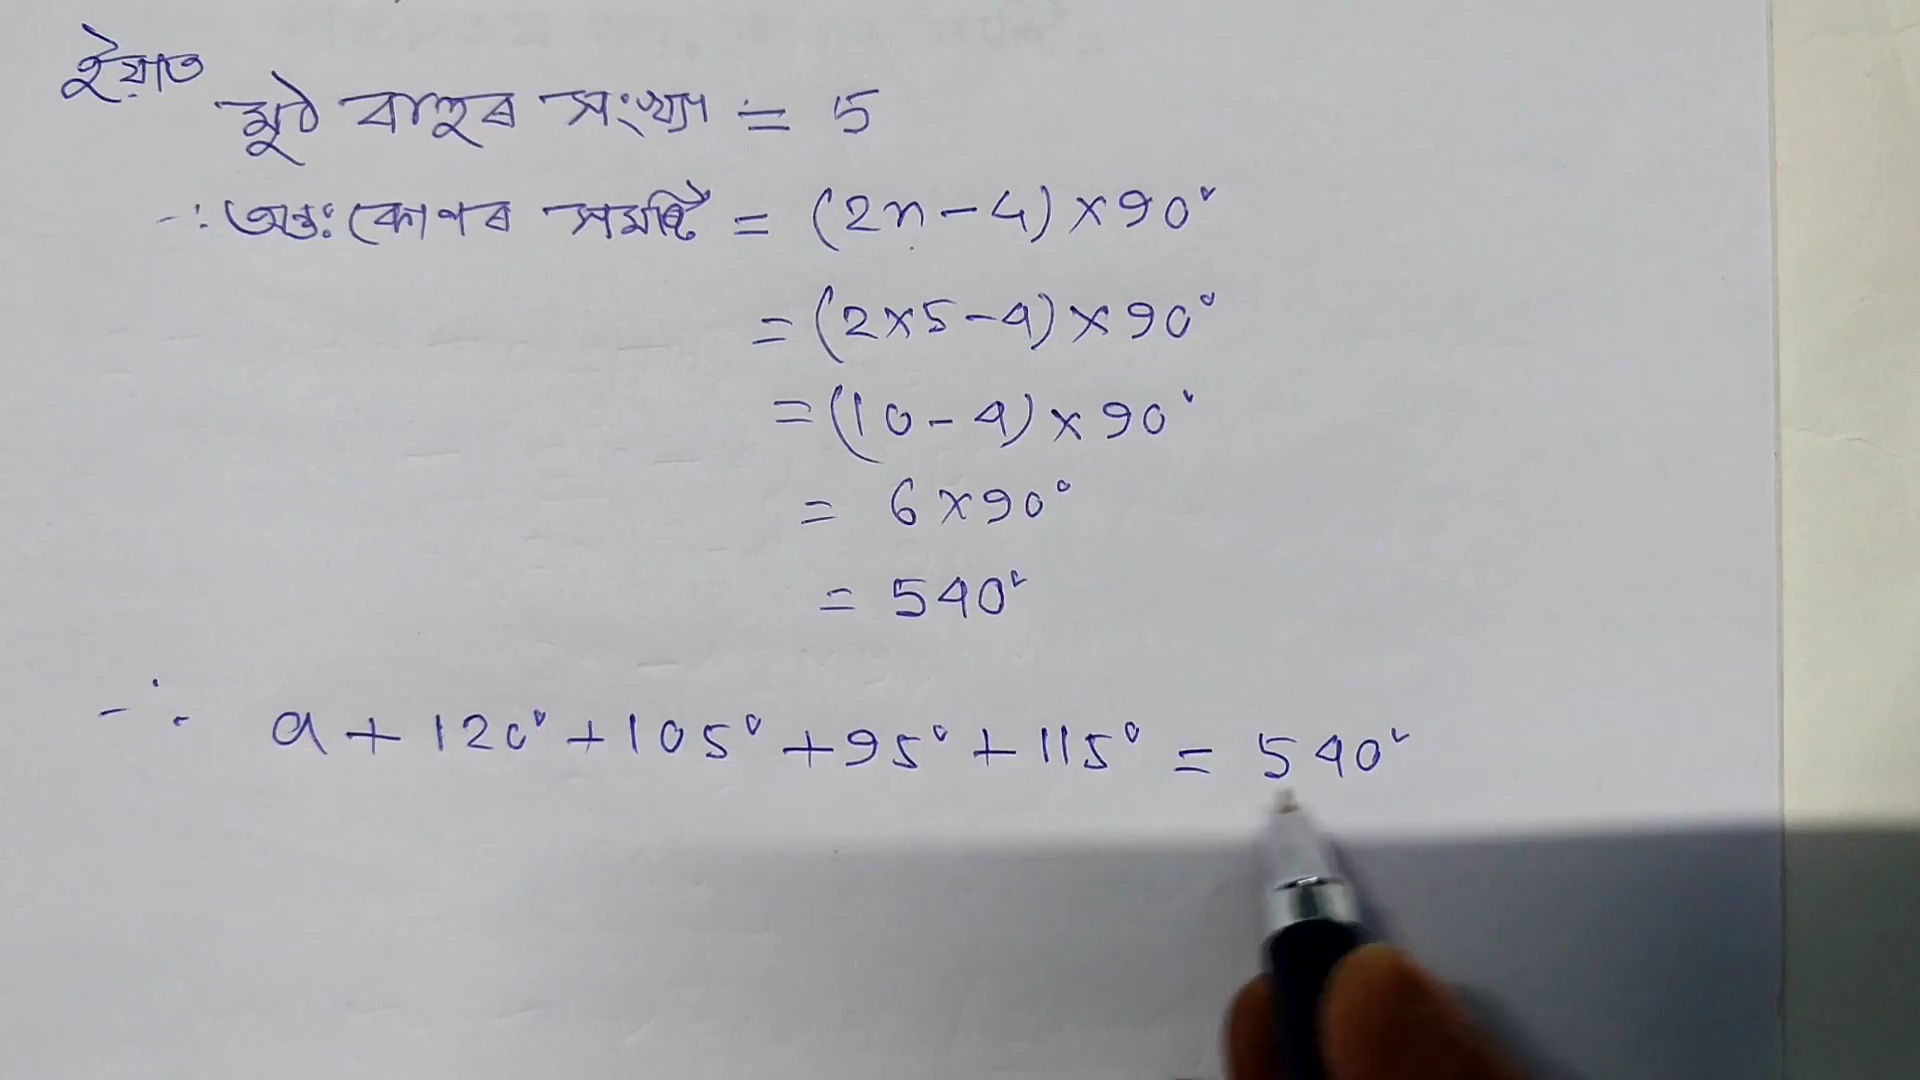 ইয়াত
মুঠ বাহুৰ সংখ্যা = 5
∴ অন্তঃকোণৰ সমষ্টি = (2n-4)×90°
= (2×5-4)×90°
= (10-4)×90°
= 6×90°
= 540°
∴ a+120°+105°+95°+115° = 540°